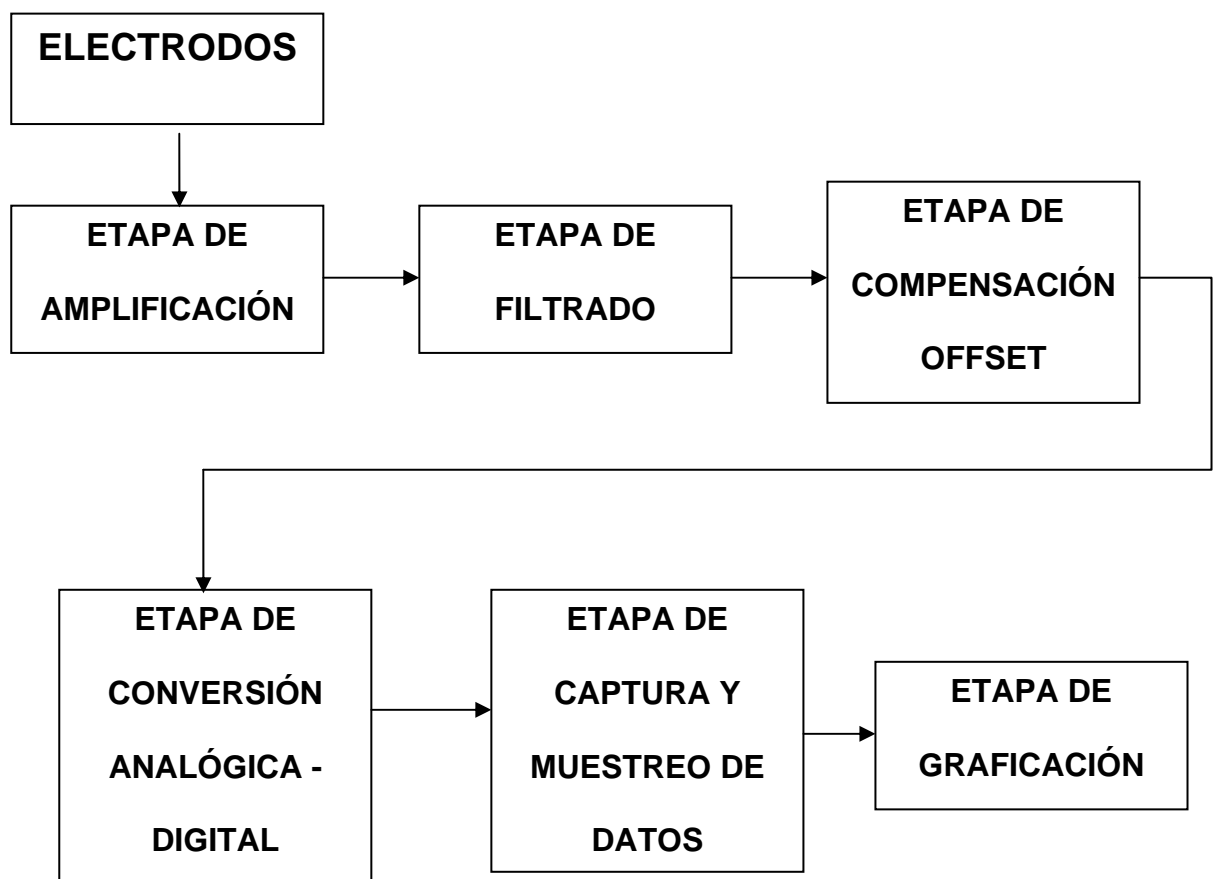 ELECTRODOS
ETAPA DE
AMPLIFICACIÓN
ETAPA DE
FILTRADO
ETAPA DE
COMPENSACIÓN
OFFSET
ETAPA DE
CONVERSIÓN
ANALÓGICA -
DIGITAL
ETAPA DE
CAPTURA Y
MUESTREO DE
DATOS
ETAPA DE
GRAFICACIÓN